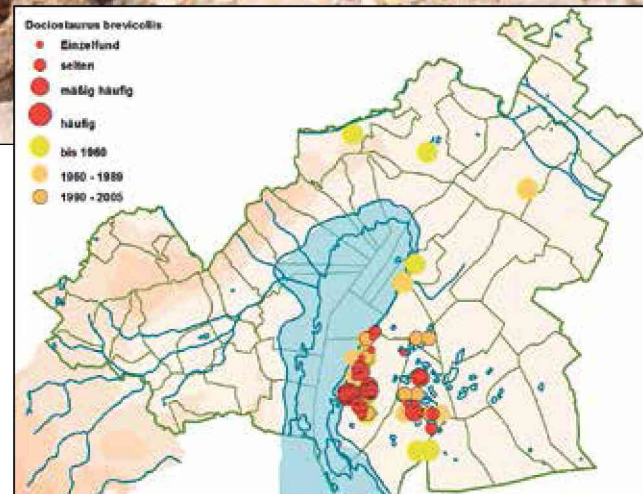 Dociostaurus brevicollis
Einzelfund
selten
mäßig häufig
häufig
bis 1960
1960 - 1989
1990 - 2005